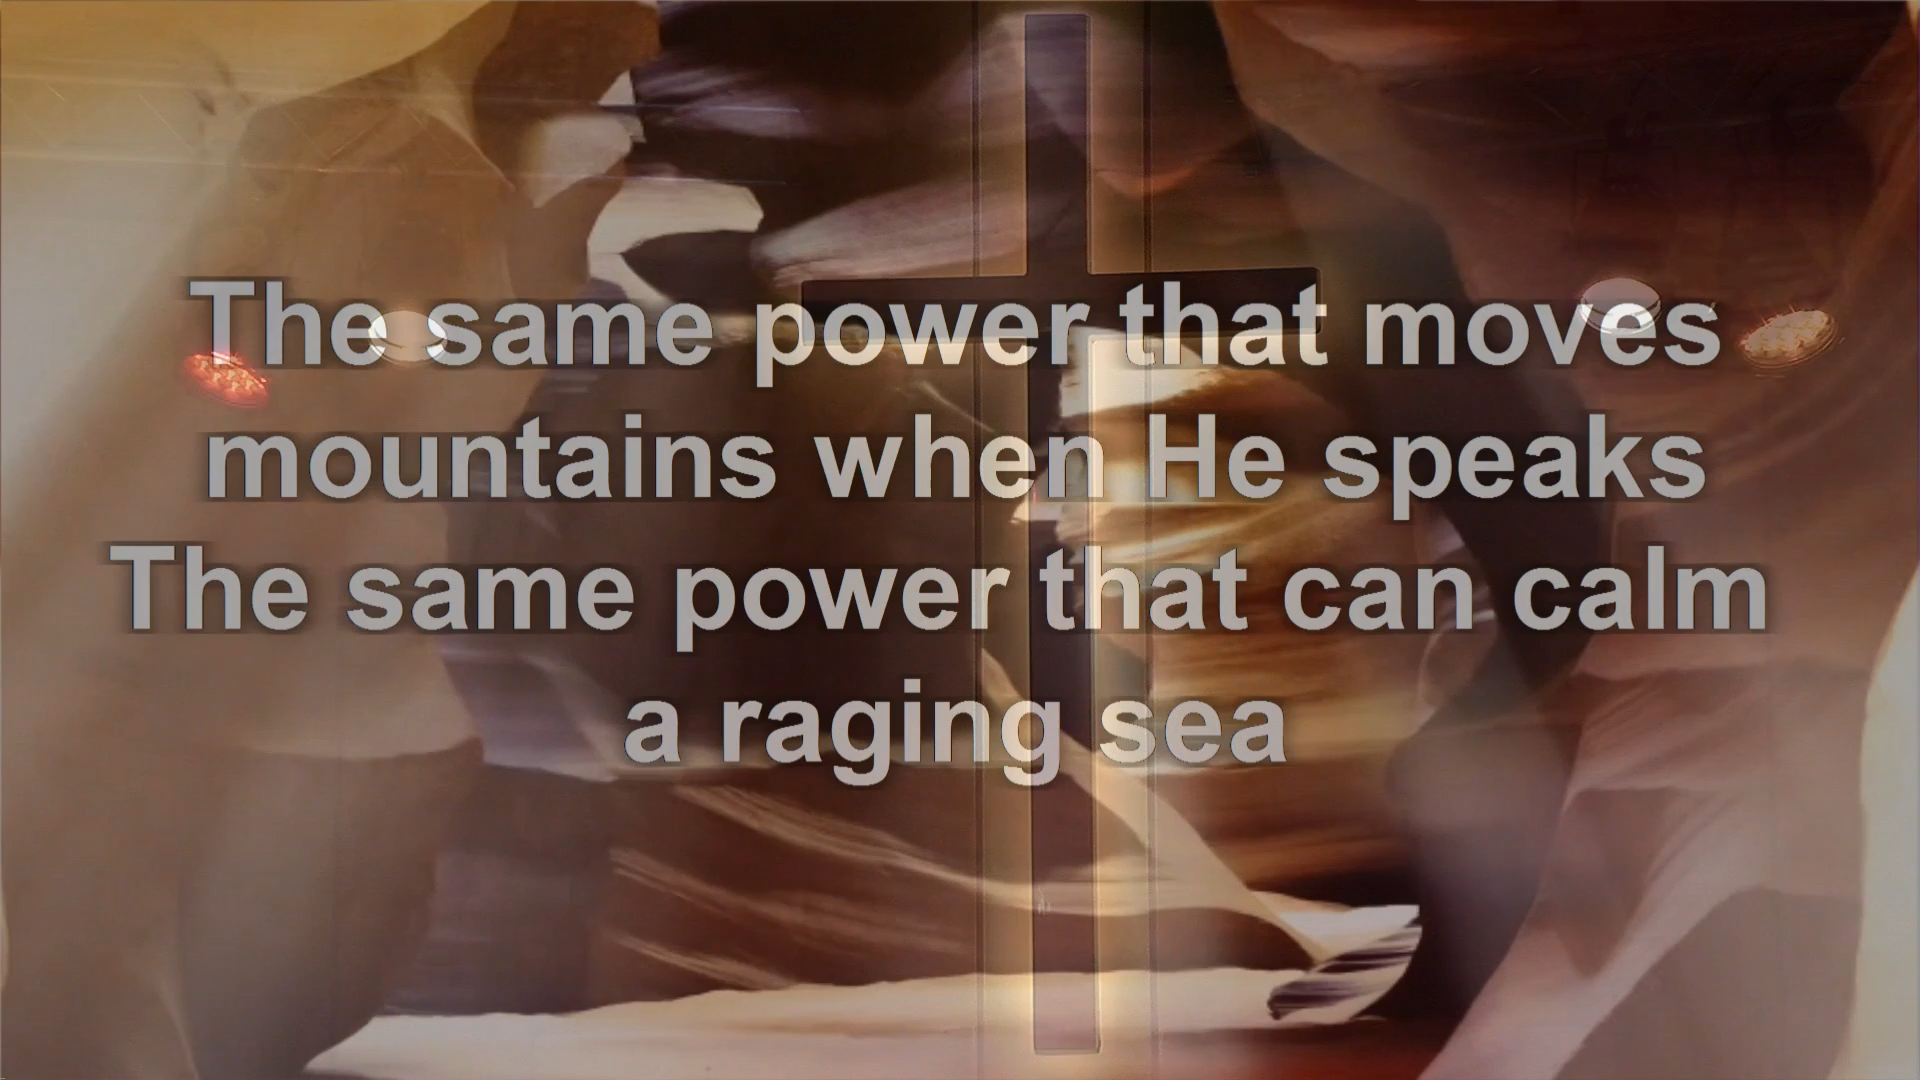 The same power that moves
mountains when He speaks
The same power that can calm
a raging sea